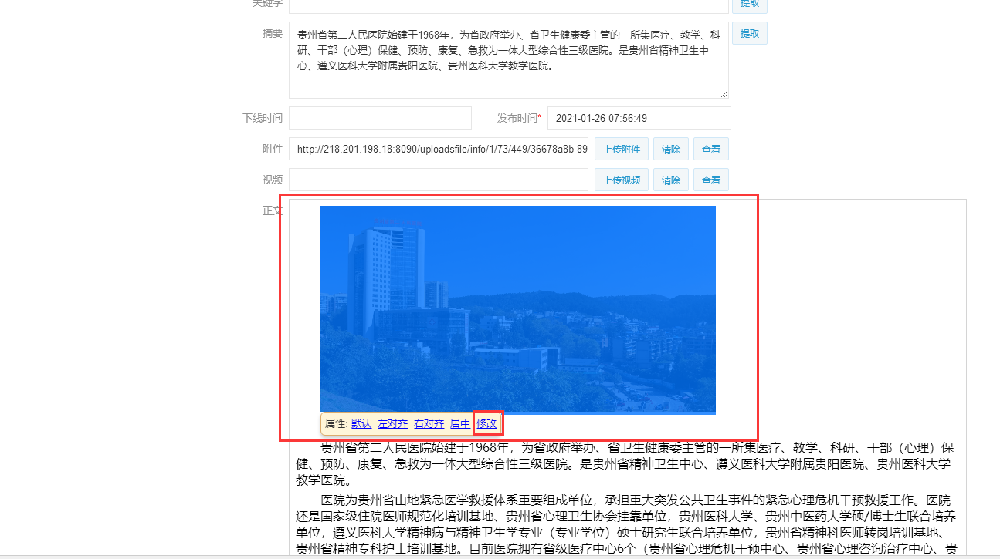 关键字
提取
摘要
贵州省第二人民医院始建于1968年，为省政府举办、省卫生健康委主管的一所集医疗、教学、科
研、干部（心理）保健、预防、康复、急救为一体大型综合性三级医院。是贵州省精神卫生中
心、遵义医科大学附属贵阳医院、贵州医科大学教学医院。
提取
下线时间
发布时间* 2021-01-26 07:56:49
附件 http://218.201.198.18:8090/uploadsfile/info/1/73/449/36678a8b-89 上传附件 清除 查看
视频 上传视频 清除 查看
正文
属性: 默认 左对齐 右对齐 居中 修改
贵州省第二人民医院始建于1968年，为省政府举办、省卫生健康委主管的一所集医疗、教学、科研、干部（心理）保
健、预防、康复、急救为一体大型综合性三级医院。是贵州省精神卫生中心、遵义医科大学附属贵阳医院、贵州医科大学
教学医院。
医院为贵州省山地紧急医学救援体系重要组成单位，承担重大突发公共卫生事件的紧急心理危机干预救援工作。医院
还是国家级住院医师规范化培训基地、贵州省心理卫生协会挂靠单位，贵州医科大学、贵州中医药大学硕/博士生联合培养
单位，遵义医科大学精神病与精神卫生学专业（专业学位）硕士研究生联合培养单位，贵州省精神科医师转岗培训基地、
贵州省精神专科护士培训基地。目前医院拥有省级医疗中心6个（贵州省心理危机干预中心、贵州省心理咨询治疗中心、贵